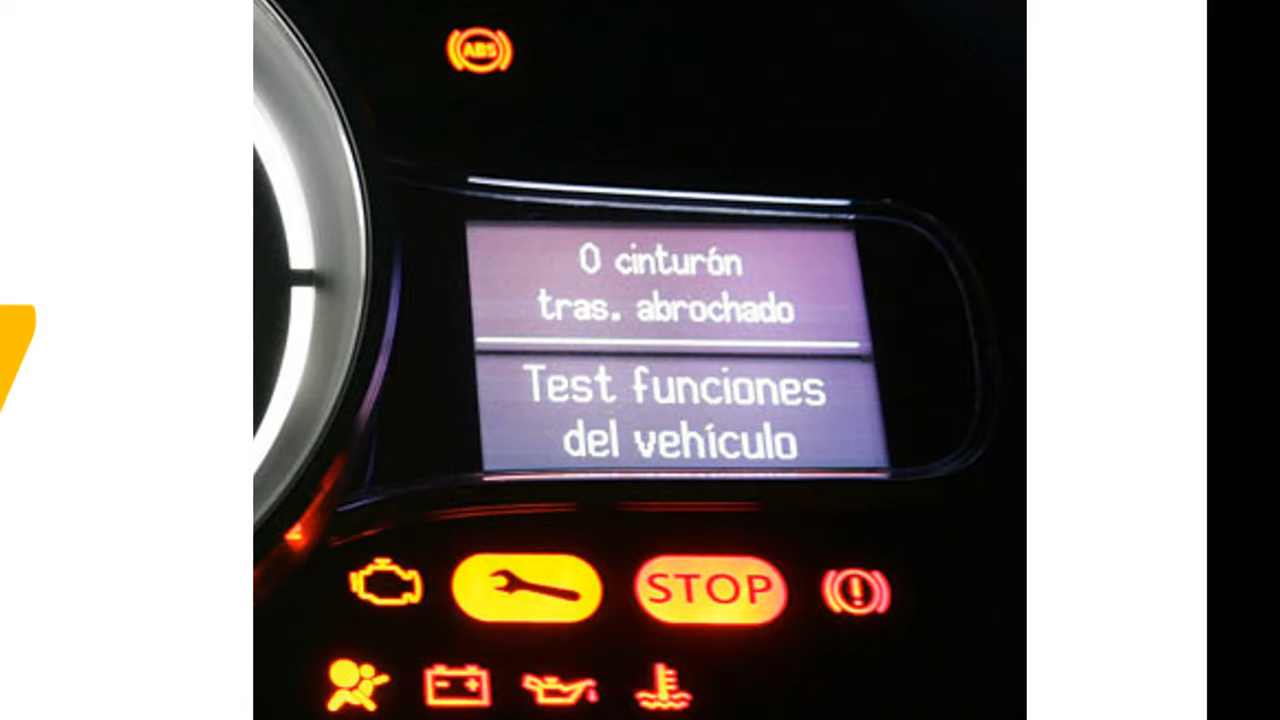 ABS
0 cinturón
tras. abrochado
Test funciones
del vehículo
STOP